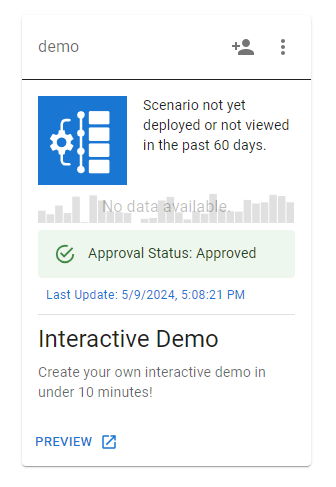 demo
Scenario not yet
deployed or not viewed
in the past 60 days.
No data available.
Approval Status: Approved
Last Update: 5/9/2024, 5:08:21 PM
Interactive Demo
Create your own interactive demo in
under 10 minutes!
PREVIEW